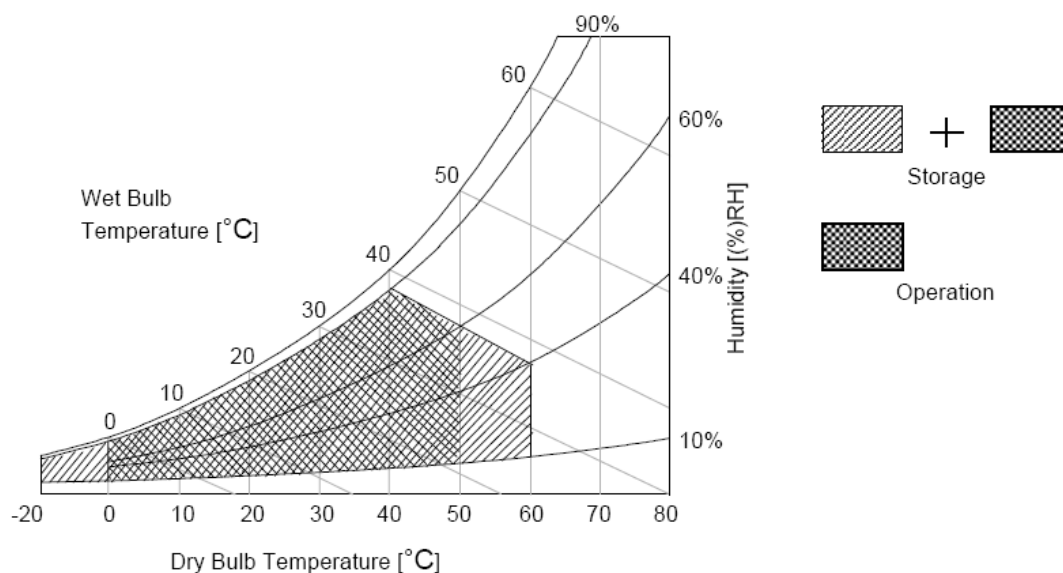 90%
60
60%
50
Wet Bulb
Temperature [°C]
Storage
Humidity [(%)RH]
40
40%
Operation
30
20
10
0
10%
-20 0 10 20 30 40 50 60 70 80
Dry Bulb Temperature [°C]